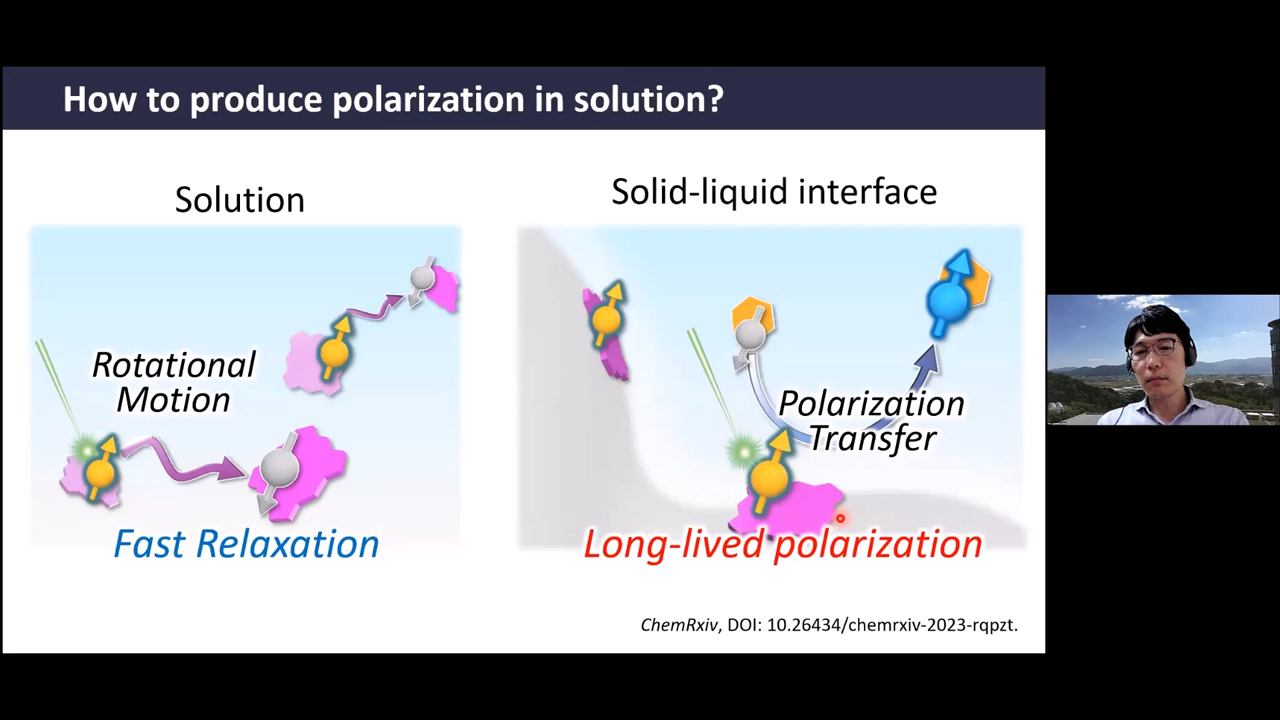 How to produce polarization in solution?
Solution
Rotational
Motion
Fast Relaxation
Solid-liquid interface
Polarization
Transfer
Long-lived polarization
ChemRxiv, DOI: 10.26434/chemrxiv-2023-rqpzt.